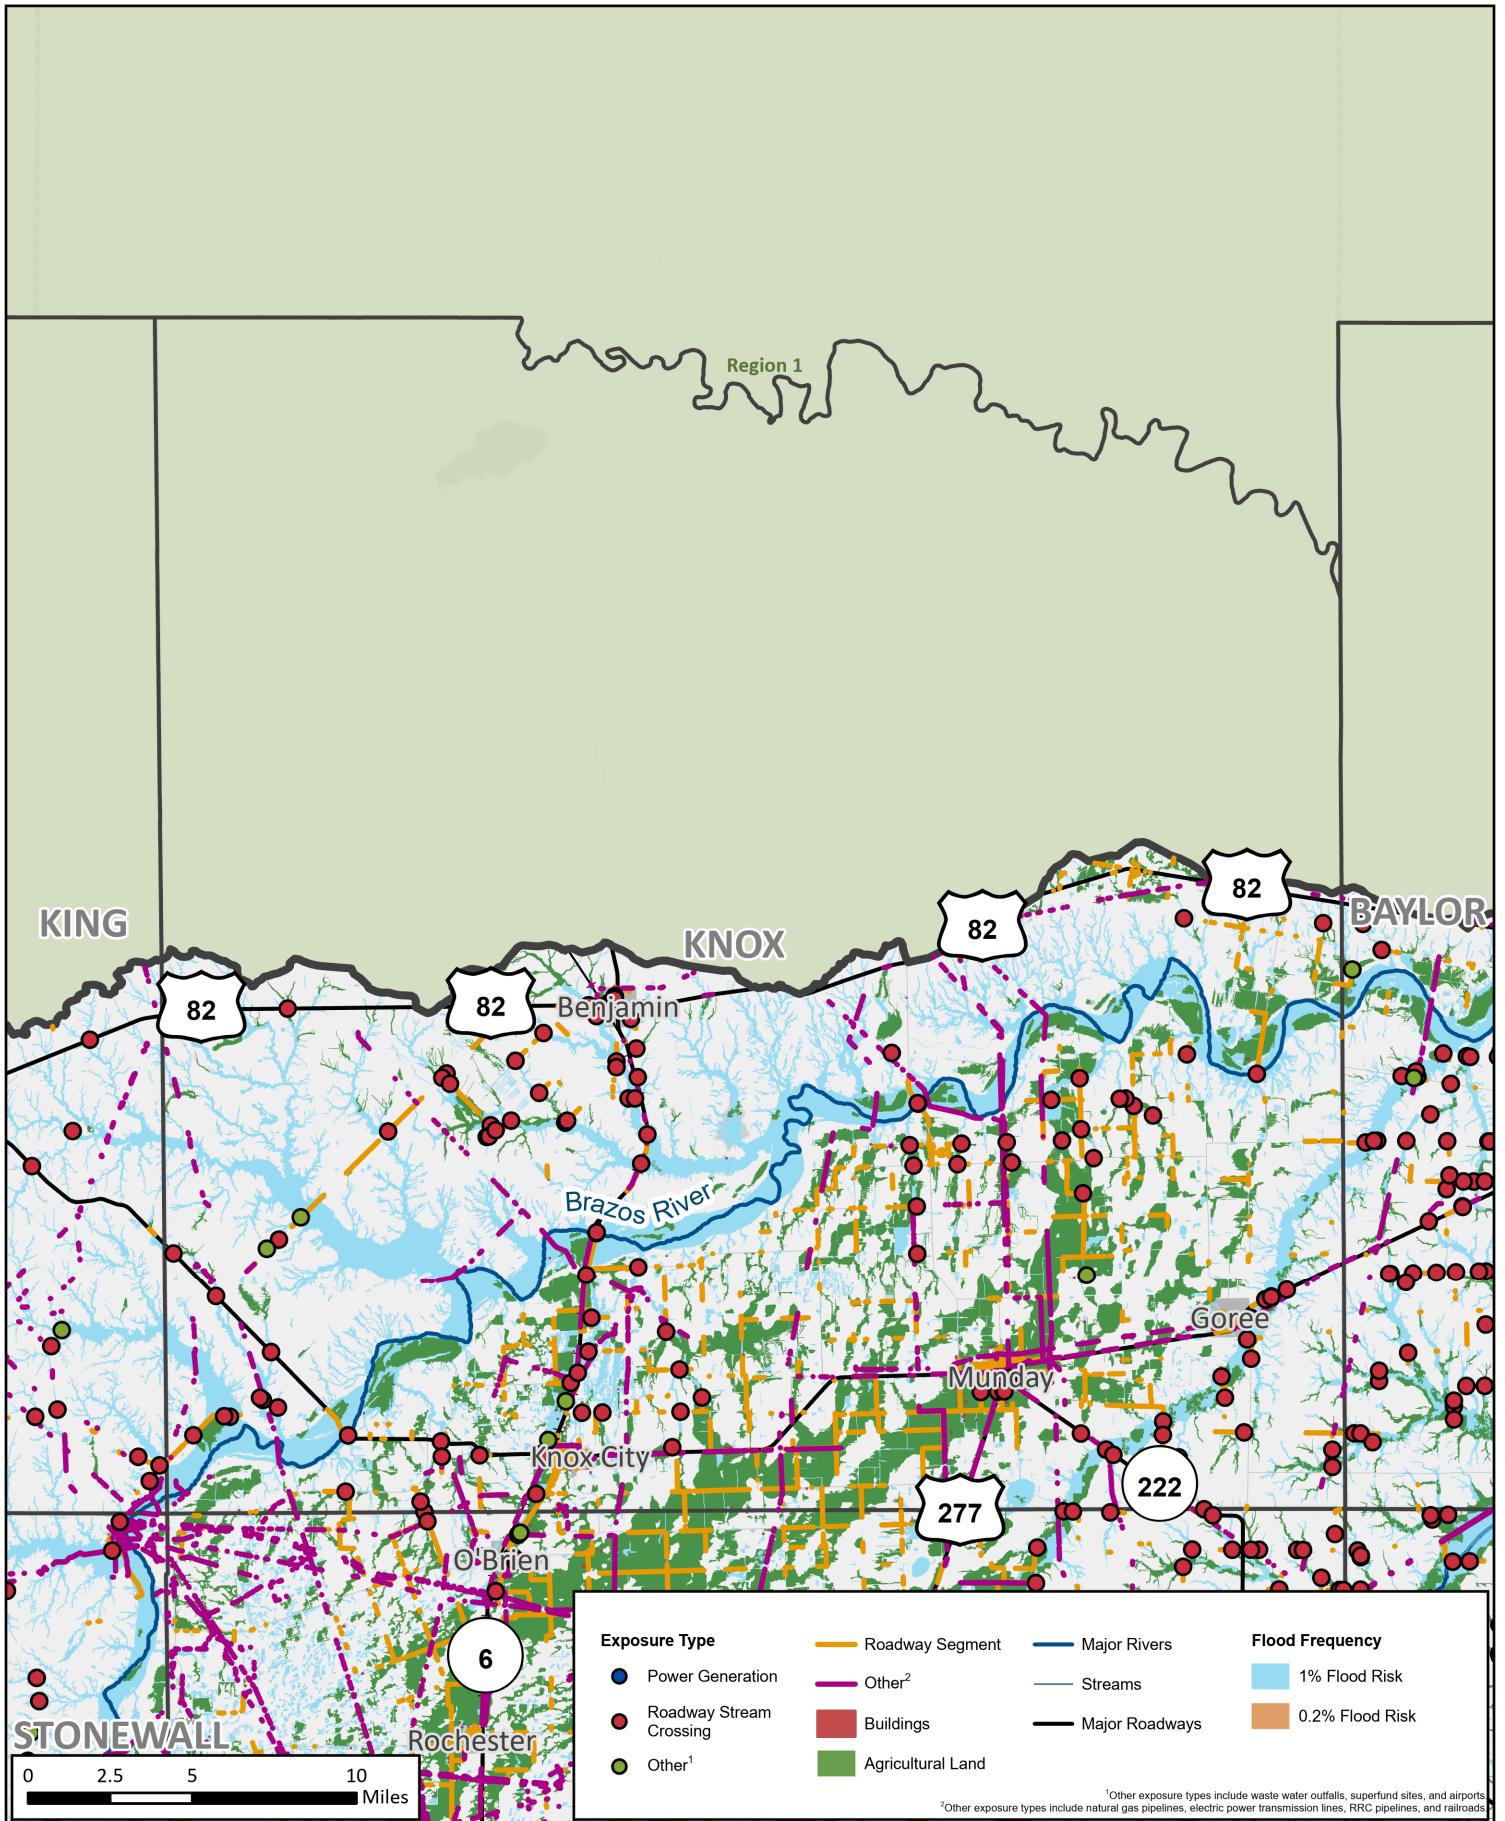 Region 1
KING
KNOX
BAYLOR
82
82
82
82
Benjamin
Brazos River
Goree
Munday
Knox City
277
222
O'Brien
6
STONEWALL
Rochester
0 2.5 5 10
Miles
Exposure Type
Power Generation
Roadway Stream
Crossing
Other1
Roadway Segment
Other2
Buildings
Agricultural Land
Major Rivers
Streams
Major Roadways
Flood Frequency
1% Flood Risk
0.2% Flood Risk
1Other exposure types include waste water outfalls, superfund sites, and airports.
2Other exposure types include natural gas pipelines, electric power transmission lines, RRC pipelines, and railroads.